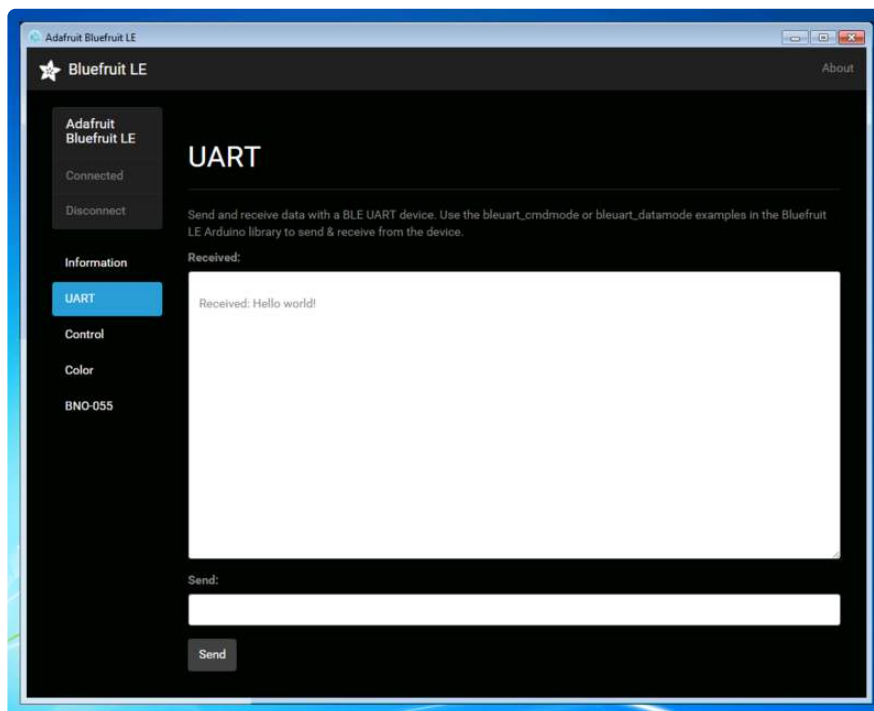 Adafruit Bluefruit LE
Bluefruit LE
About
Adafruit
Bluefruit LE
Connected
Disconnect
Information
UART
Control
Color
BNO-055
UART
Send and receive data with a BLE UART device. Use the bleuart_cmdmode or bleuart_datamode examples in the Bluefruit
LE Arduino library to send & receive from the device.
Received:
Received: Hello world!
Send:
Send